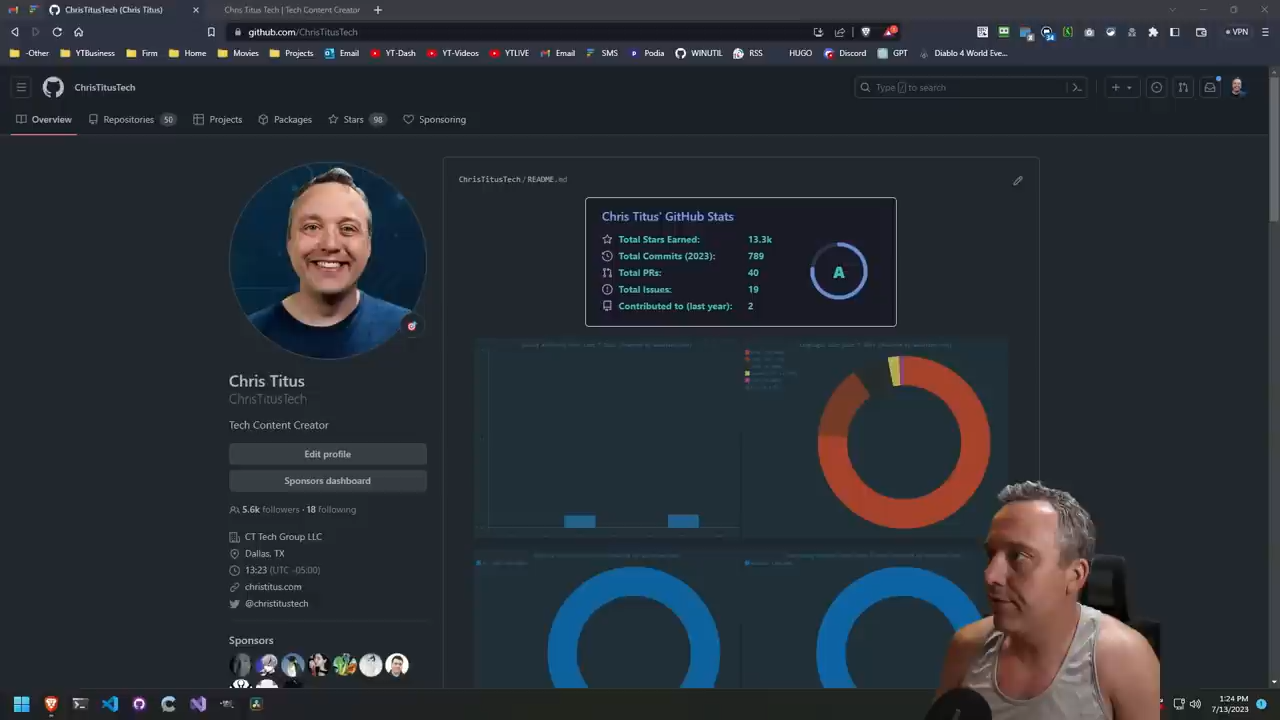 ChrisTitusTech (Chris Titus)
Chris Titus Tech | Tech Content Creator
github.com/ChrisTitusTech
VPN
-Other
YTBusiness
Firm
Home
Movies
Projects
Email
YT-Dash
YT-Videos
YTLIVE
Email
SMS
Podia
WINUTIL
RSS
HUGO
Discord
GPT
Diablo 4 World Eve...
ChrisTitusTech
Type / to search
Overview
Repositories 50
Projects
Packages
Stars 98
Sponsoring
ChrisTitusTech/README.md
Chris Titus' GitHub Stats
Total Stars Earned: 13.3k
Total Commits (2023): 789
Total PRs: 40
Total Issues: 19
Contributed to (last year): 2
A
Chris Titus
ChrisTitusTech
Tech Content Creator
Edit profile
Sponsors dashboard
5.6k followers · 18 following
CT Tech Group LLC
Dallas, TX
13:23 (UTC -05:00)
christitus.com
@christitustech
Sponsors
1:24 PM
7/13/2023